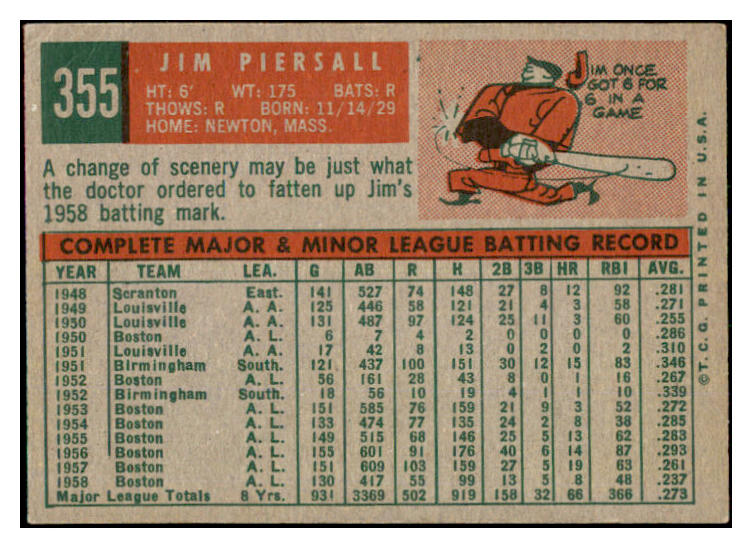 355
JIM PIERSALL
HT: 6' WT: 175 BATS: R
THOWS: R BORN: 11/14/29
HOME: NEWTON, MASS.
JIM ONCE
GOT 6 FOR
6 IN A
GAME
A change of scenery may be just what
the doctor ordered to fatten up Jim's
1958 batting mark.
COMPLETE MAJOR & MINOR LEAGUE BATTING RECORD
YEAR TEAM LEA. G AB R H 2B 3B HR RBI AVG.
1948 Scranton East. 141 527 74 148 27 8 12 92 .281
1949 Louisville A. A. 125 446 58 121 21 4 3 58 .271
1950 Louisville A. A. 131 487 97 124 25 11 3 60 .255
1950 Boston A. L. 6 7 4 2 0 0 0 0 .286
1951 Louisville A. A. 17 42 8 13 0 2 0 2 .310
1951 Birmingham South. 121 437 100 151 30 12 15 83 .346
1952 Boston A. L. 56 161 28 43 8 0 1 16 .267
1952 Birmingham South. 18 56 10 19 4 1 1 10 .339
1953 Boston A. L. 151 585 76 159 21 9 3 52 .272
1954 Boston A. L. 133 474 77 135 24 2 8 38 .285
1955 Boston A. L. 149 515 68 146 25 5 13 62 .283
1956 Boston A. L. 155 601 91 176 40 6 14 87 .293
1957 Boston A. L. 151 609 103 159 27 5 19 63 .261
1958 Boston A. L. 130 417 55 99 13 5 8 48 .237
Major League Totals 8 Yrs. 931 3369 502 919 158 32 66 366 .273
©T.C.G. PRINTED IN U.S.A.